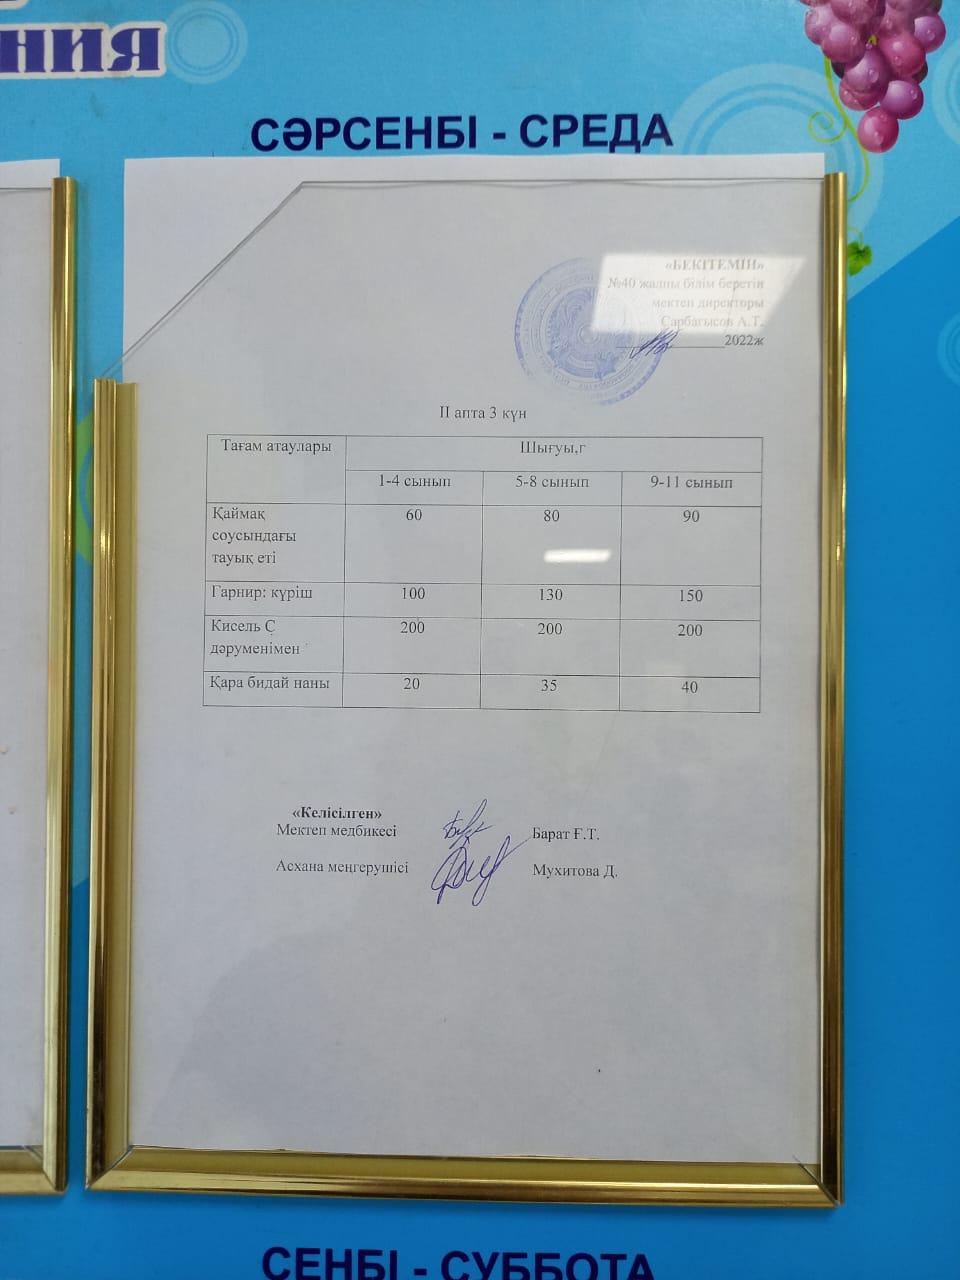 ния
СӘРСЕНБІ - СРЕДА
«БЕКІТЕМІН»
№40 жалпы білім беретін
мектеп директоры
Сарбагысов А.Т.
2022ж
II апта 3 күн
Тағам атаулары Шығуы,г
1-4 сынып 5-8 сынып 9-11 сынып
Қаймақ 60 80 90
соусындағы
тауық еті
Гарнир: күріш 100 130 150
Кисель С 200 200 200
дәруменімен
Қара бидай наны 20 35 40
«Келісілген»
Мектеп медбикесі Барат Ғ.Т.
Асхана меңгерушісі Мухитова Д.
СЕНБІ - СУББОТА